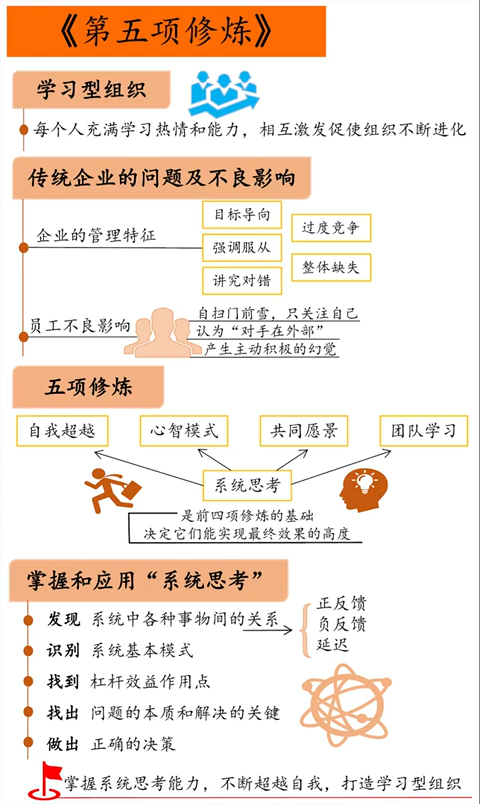 《第五项修炼》
学习型组织
每个人充满学习热情和能力，相互激发促使组织不断进化
传统企业的问题及不良影响
企业的管理特征
目标导向
强调服从
讲究对错
过度竞争
整体缺失
员工不良影响
自扫门前雪，只关注自己
认为“对手在外部”
产生主动积极的幻觉
五项修炼
自我超越
心智模式
共同愿景
团队学习
系统思考
是前四项修炼的基础
决定它们能实现最终效果的高度
掌握和应用“系统思考”
发现 系统中各种事物间的关系
正反馈
负反馈
延迟
识别 系统基本模式
找到 杠杆效益作用点
找出 问题的本质和解决的关键
做出 正确的决策
掌握系统思考能力，不断超越自我，打造学习型组织